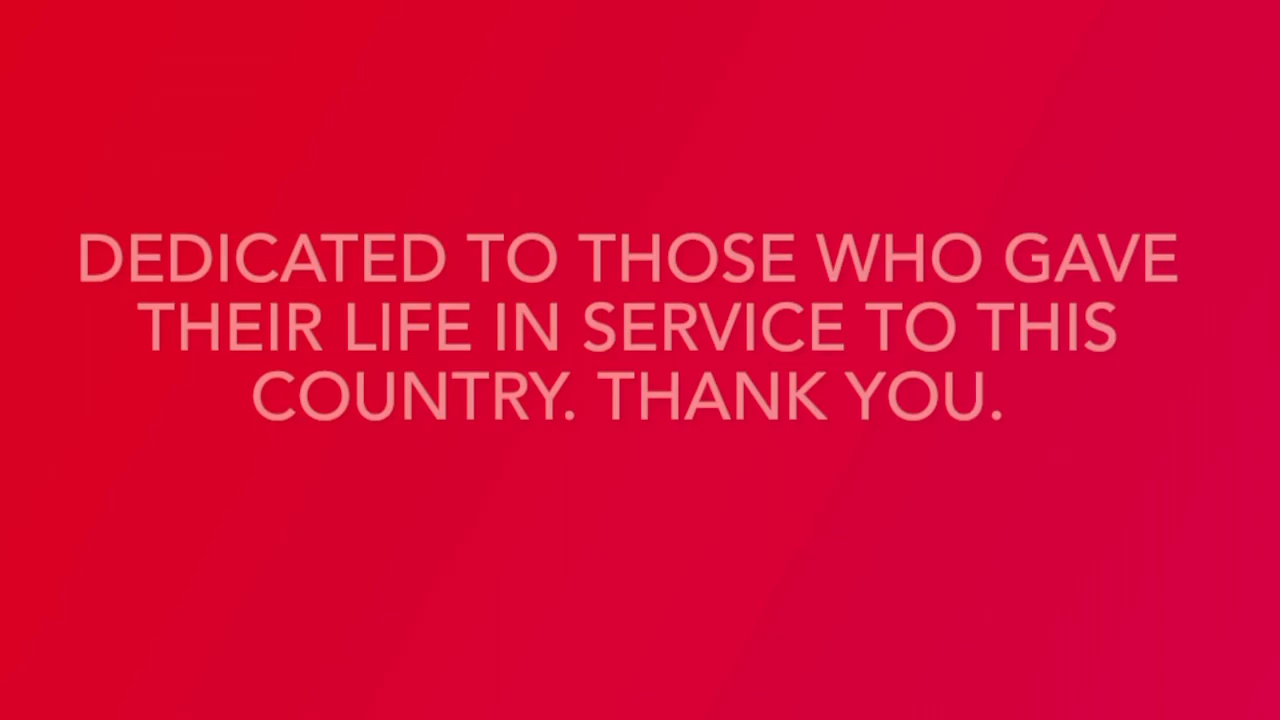 DEDICATED TO THOSE WHO GAVE
THEIR LIFE IN SERVICE TO THIS
COUNTRY. THANK YOU.